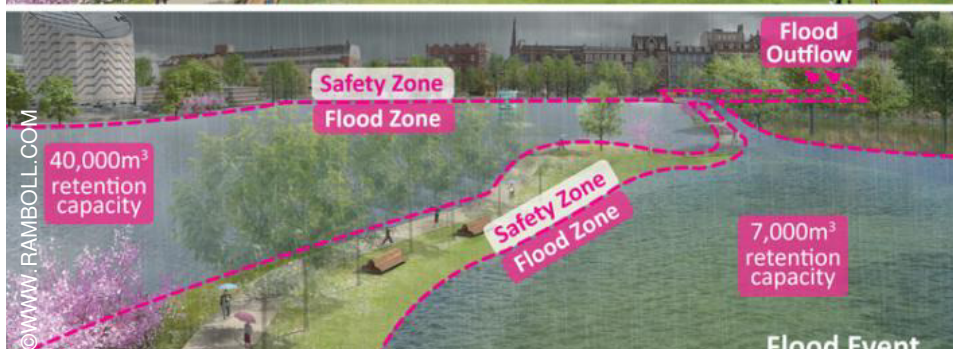 Flood
Outflow
Safety Zone
Flood Zone
40,000m³
retention
capacity
Safety Zone
Flood Zone
7,000m³
retention
capacity
Flood Event
©WWW.RAMBOLL.COM